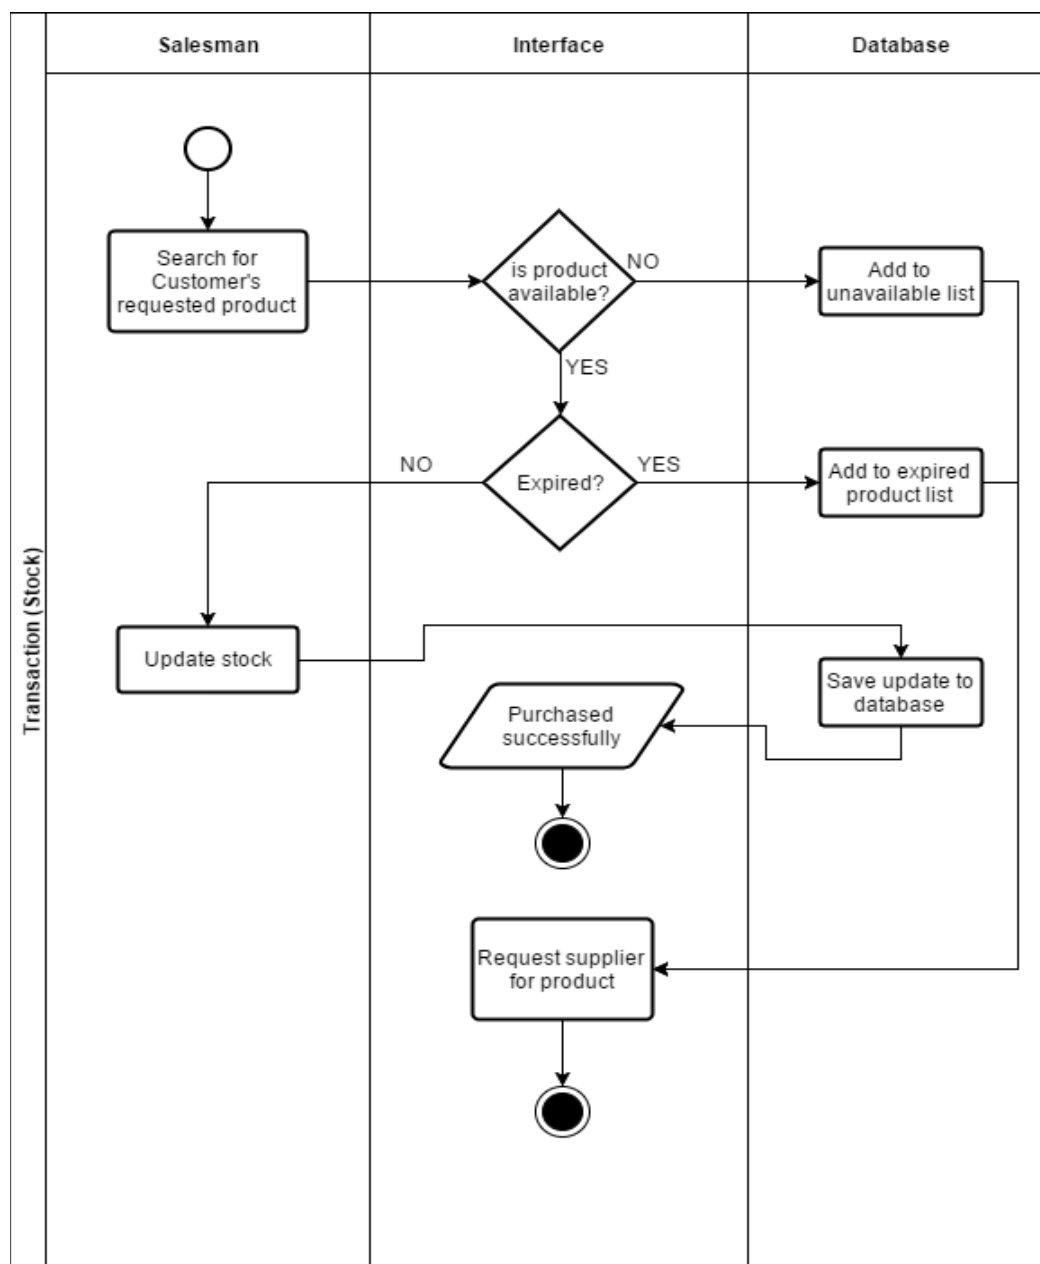 Salesman
Interface
Database
Transaction (Stock)
Search for
Customer's
requested product
is product
available?
NO
Add to
unavailable list
YES
NO
Expired?
YES
Add to expired
product list
Update stock
Save update to
database
Purchased
successfully
Request supplier
for product